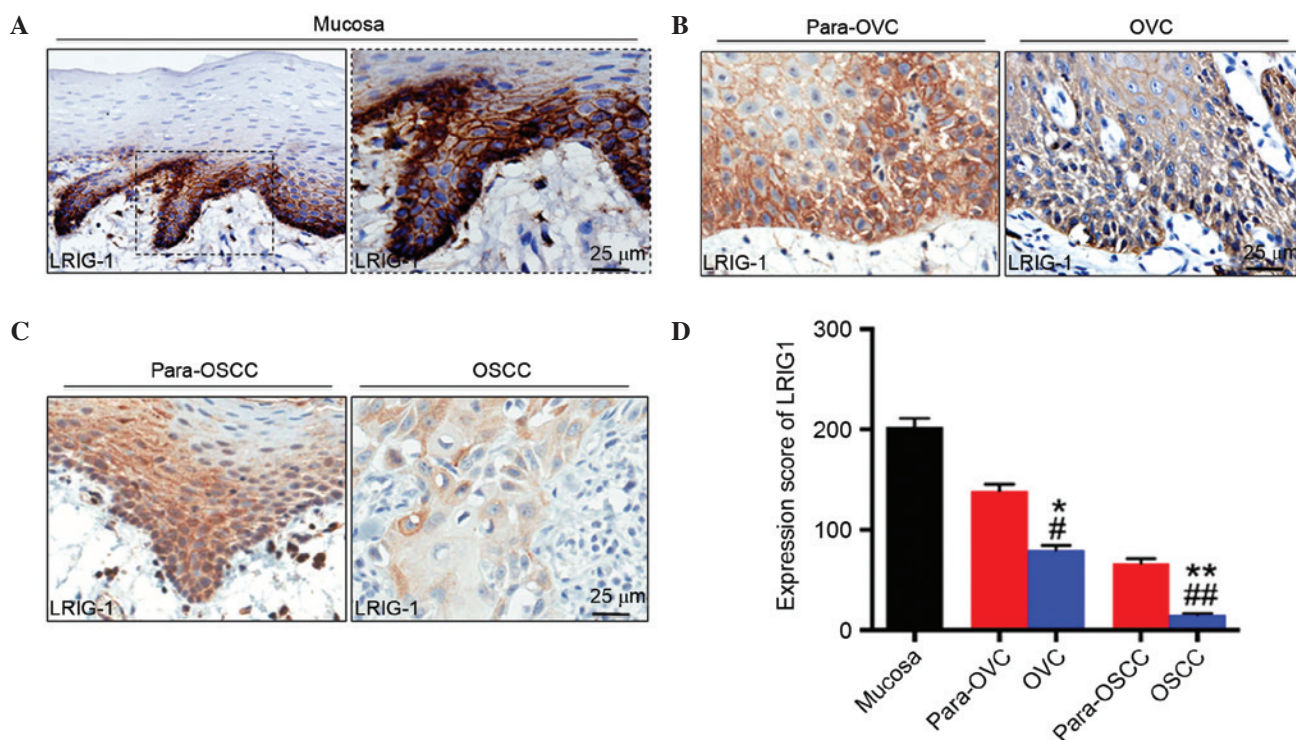 A
Mucosa
LRIG-1
LRIG-1
25 μm
B
Para-OVC
OVC
LRIG-1
LRIG-1
25 μm
C
Para-OSCC
OSCC
LRIG-1
LRIG-1
25 μm
D
Expression score of LRIG1
300
200
100
0
*
#
**
##
Mucosa
Para-OVC
OVC
Para-OSCC
OSCC